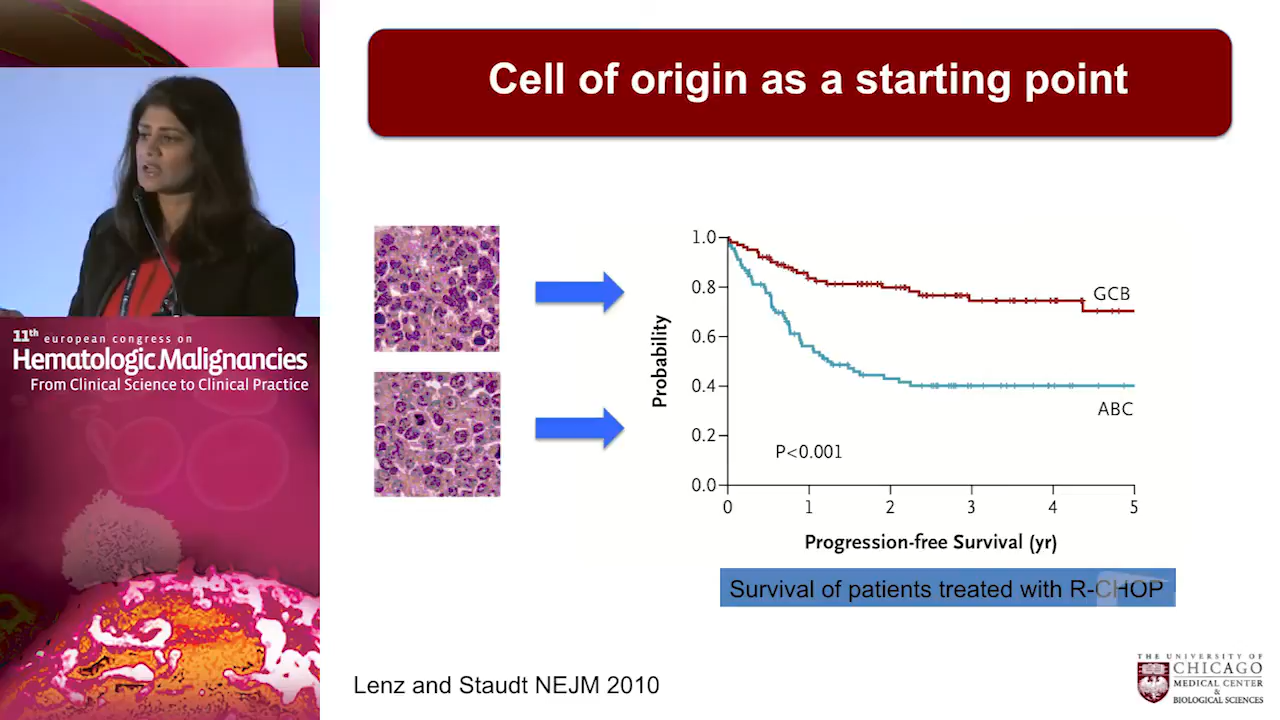 Cell of origin as a starting point
11th european congress on
Hematologic Malignancies
From Clinical Science to Clinical Practice
1.0
0.8
0.6
0.4
0.2
0.0
Probability
GCB
ABC
P<0.001
0 1 2 3 4 5
Progression-free Survival (yr)
Survival of patients treated with R-CHOP
Lenz and Staudt NEJM 2010
THE UNIVERSITY OF
CHICAGO
MEDICAL CENTER
&
BIOLOGICAL SCIENCES